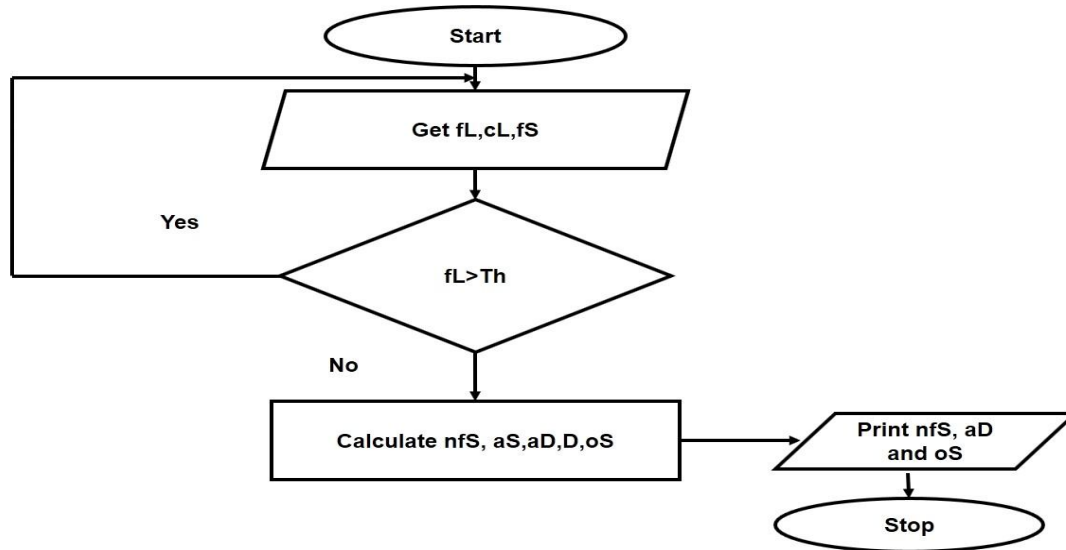 Start
Get fL,cL,fS
Yes
fL>Th
No
Calculate nfS, aS,aD,D,oS
Print nfS, aD
and oS
Stop